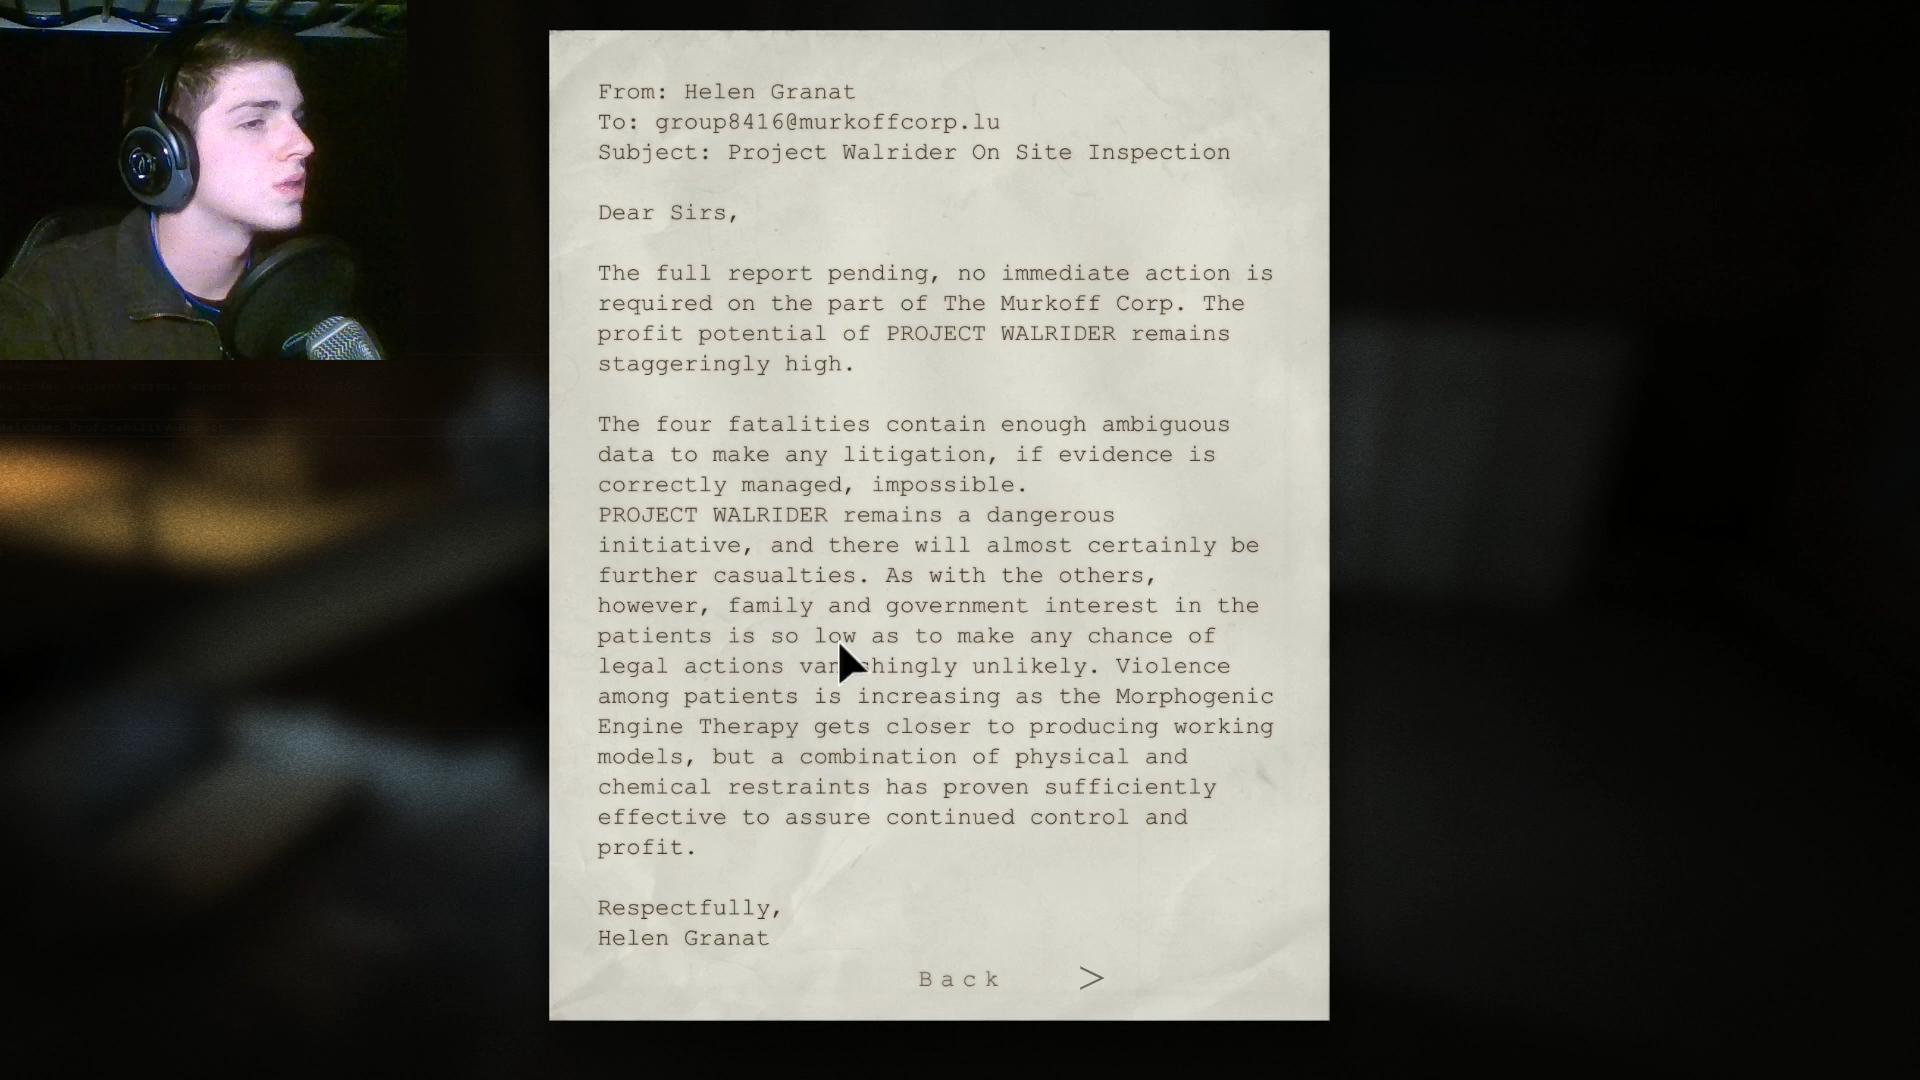 From: Helen Granat
To: group8416@murkoffcorp.lu
Subject: Project Walrider On Site Inspection
Dear Sirs,
The full report pending, no immediate action is
required on the part of The Murkoff Corp. The
profit potential of PROJECT WALRIDER remains
staggeringly high.
The four fatalities contain enough ambiguous
data to make any litigation, if evidence is
correctly managed, impossible.
PROJECT WALRIDER remains a dangerous
initiative, and there will almost certainly be
further casualties. As with the others,
however, family and government interest in the
patients is so low as to make any chance of
legal actions vanishingly unlikely. Violence
among patients is increasing as the Morphogenic
Engine Therapy gets closer to producing working
models, but a combination of physical and
chemical restraints has proven sufficiently
effective to assure continued control and
profit.
Respectfully,
Helen Granat
Back >